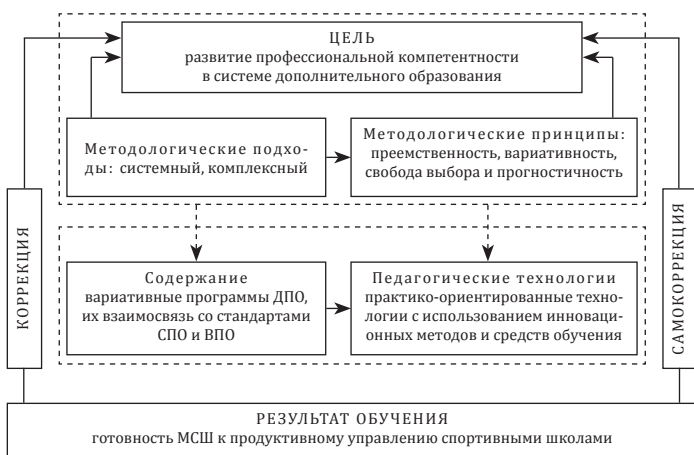 ЦЕЛЬ
развитие профессиональной компетентности
в системе дополнительного образования
Методологические подхо-
ды: системный, комплексный
Методологические принципы:
преемственность, вариативность,
свобода выбора и прогностичность
КОРРЕКЦИЯ
САМОКОРРЕКЦИЯ
Содержание
вариативные программы ДПО,
их взаимосвязь со стандартами
СПО и ВПО
Педагогические технологии
практико-ориентированные техно-
логии с использованием инноваци-
онных методов и средств обучения
РЕЗУЛЬТАТ ОБУЧЕНИЯ
готовность МСШ к продуктивному управлению спортивными школами